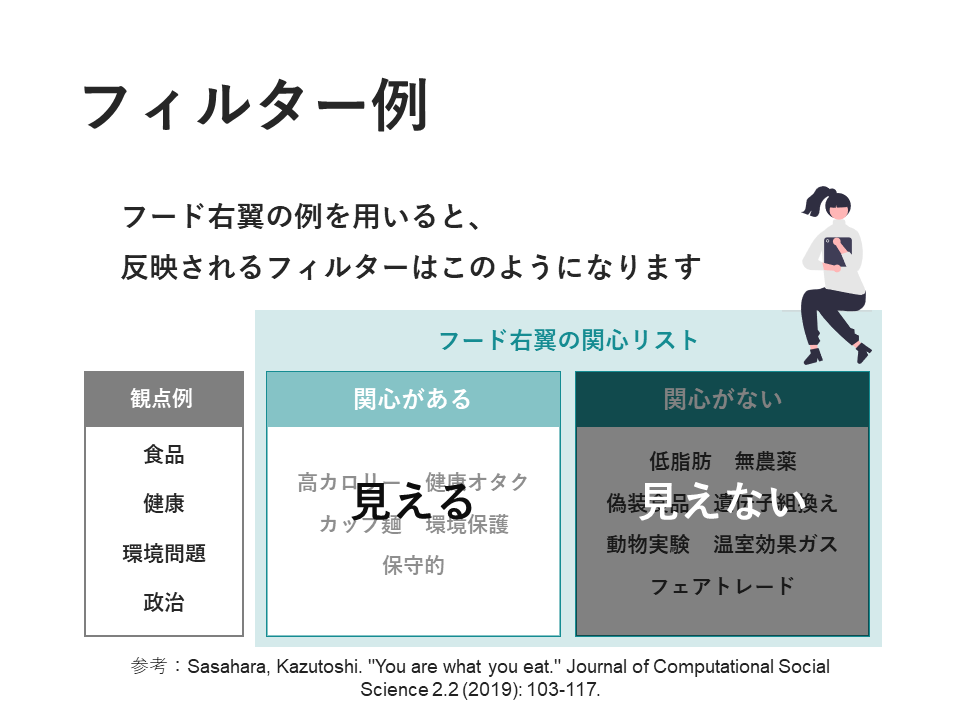 フィルター例
フード右翼の例を用いると、
反映されるフィルターはこのようになります
フード右翼の関心リスト
観点例
食品
健康
環境問題
政治
関心がある
高カロリー　健康オタク
見える
カップ麺　環境保護
保守的
関心がない
低脂肪　無農薬
偽装食品　遺伝子組換え
見えない
動物実験　温室効果ガス
フェアトレード
参考：Sasahara, Kazutoshi. "You are what you eat." Journal of Computational Social
Science 2.2 (2019): 103-117.